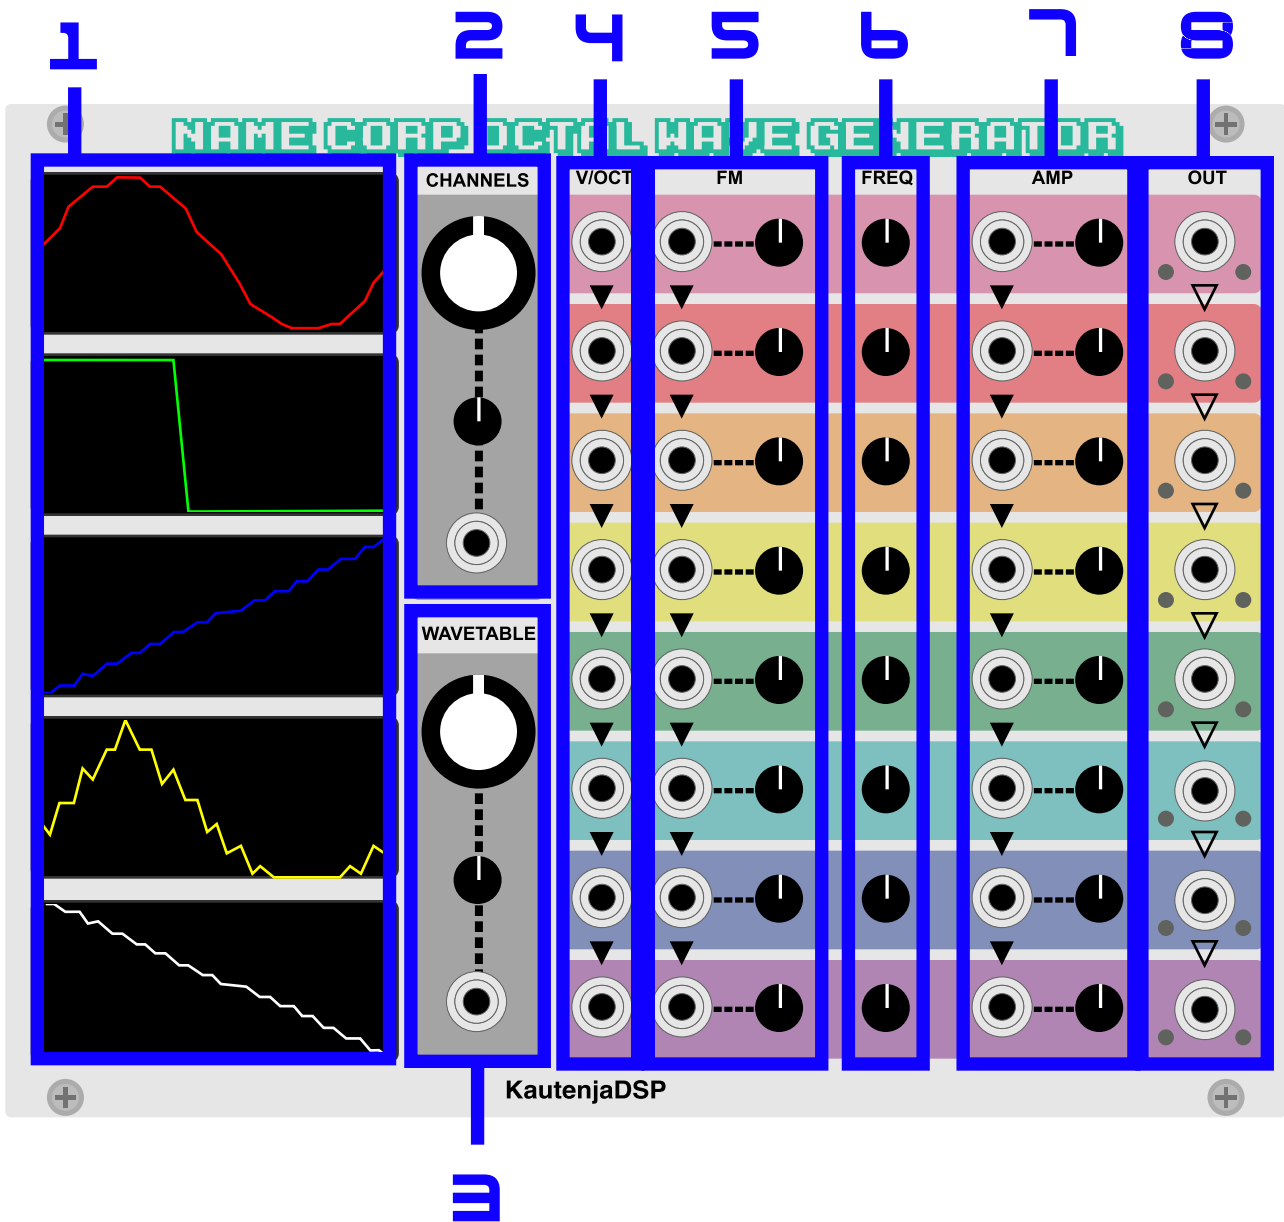 1 2 4 5 6 7 8
NAME CORP OCTAL WAVE GENERATOR
CHANNELS V/OCT FM FREQ AMP OUT
WAVETABLE
KautenjaDSP
3